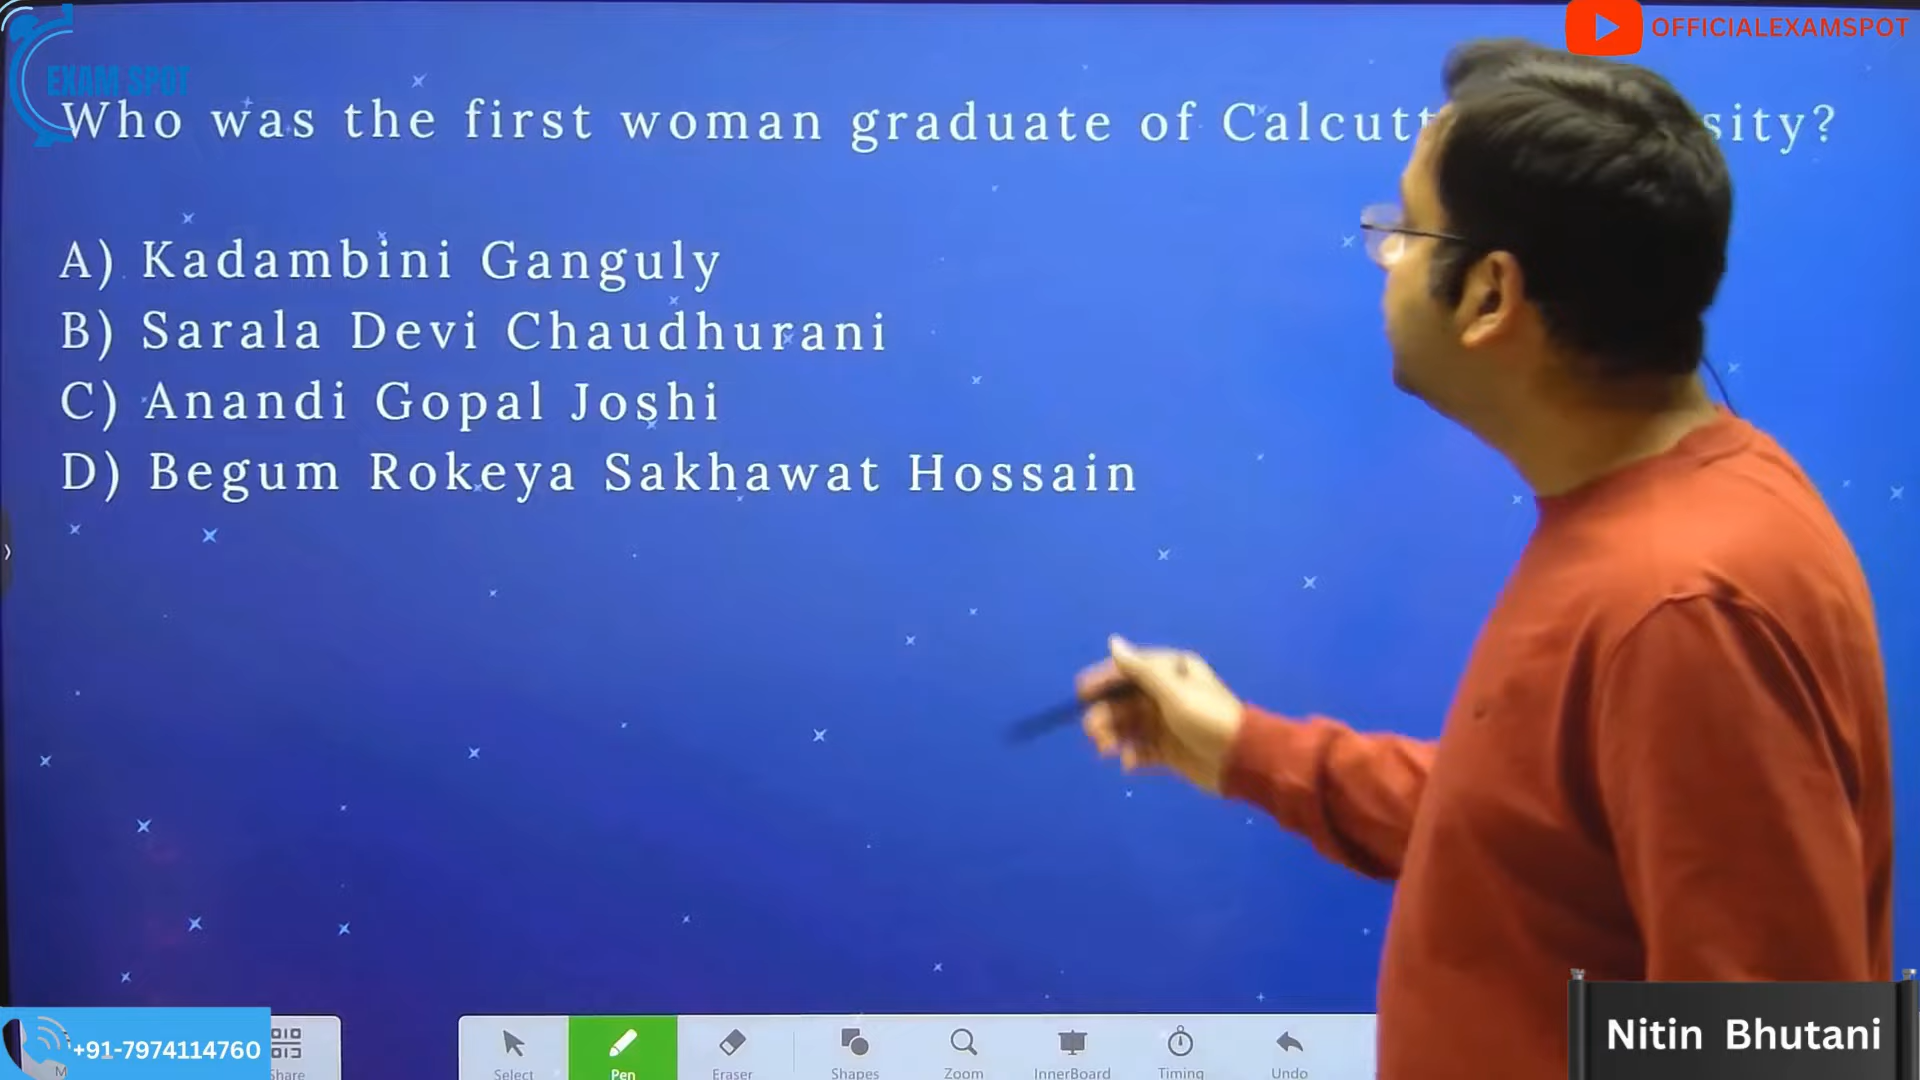 EXAM SPOT
OFFICIALEXAMSPOT
Who was the first woman graduate of Calcutt sity?
A) Kadambini Ganguly
B) Sarala Devi Chaudhurani
C) Anandi Gopal Joshi
D) Begum Rokeya Sakhawat Hossain
+91-7974114760
Share
Select
Pen
Eraser
Shapes
Zoom
InnerBoard
Timing
Undo
Nitin Bhutani